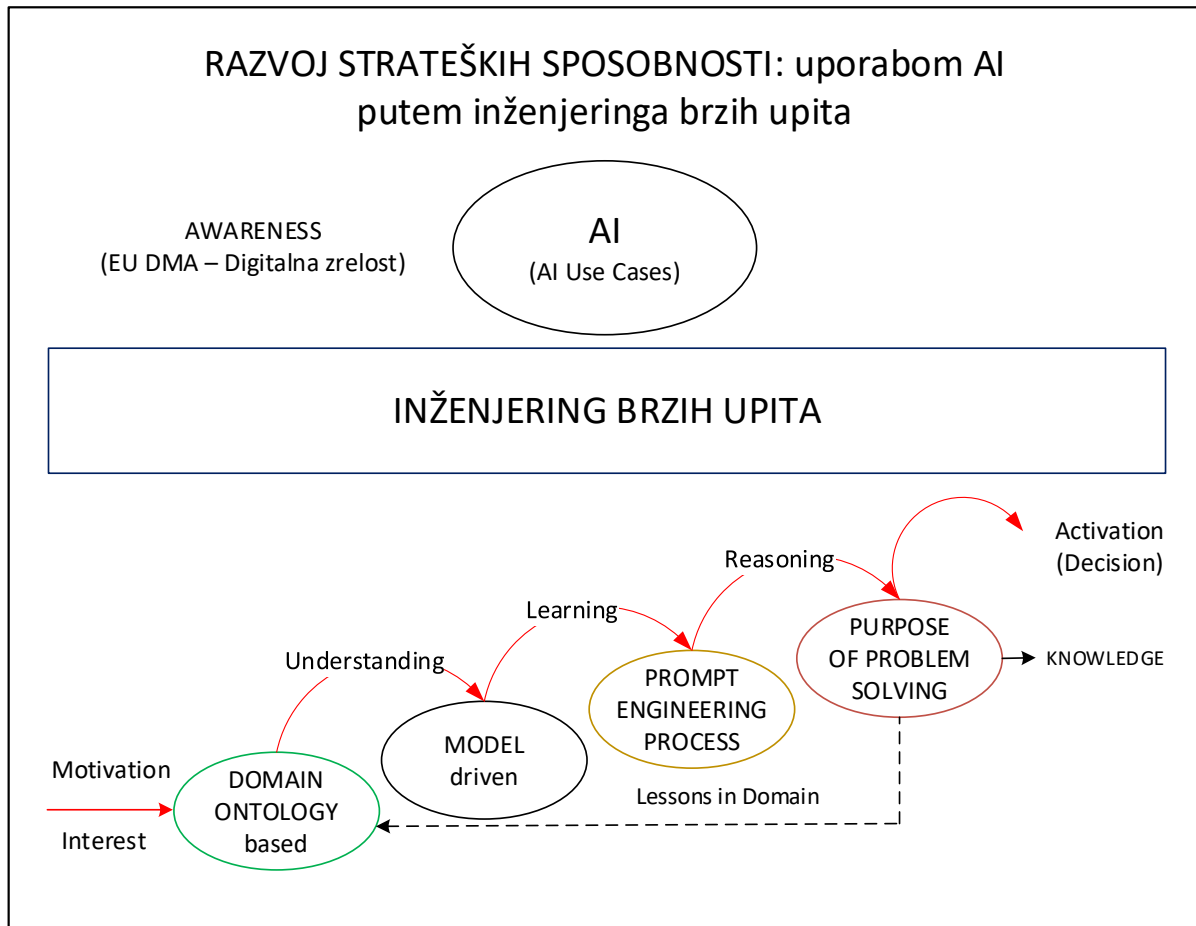 RAZVOJ STRATEŠKIH SPOSOBNOSTI: uporabom AI
putem inženjeringa brzih upita
AWARENESS
(EU DMA – Digitalna zrelost)
AI
(AI Use Cases)
INŽENJERING BRZIH UPITA
Activation
(Decision)
Reasoning
Learning
Understanding
PURPOSE
OF PROBLEM
SOLVING
KNOWLEDGE
PROMPT
ENGINEERING
PROCESS
MODEL
driven
Motivation
Interest
DOMAIN
ONTOLOGY
based
Lessons in Domain